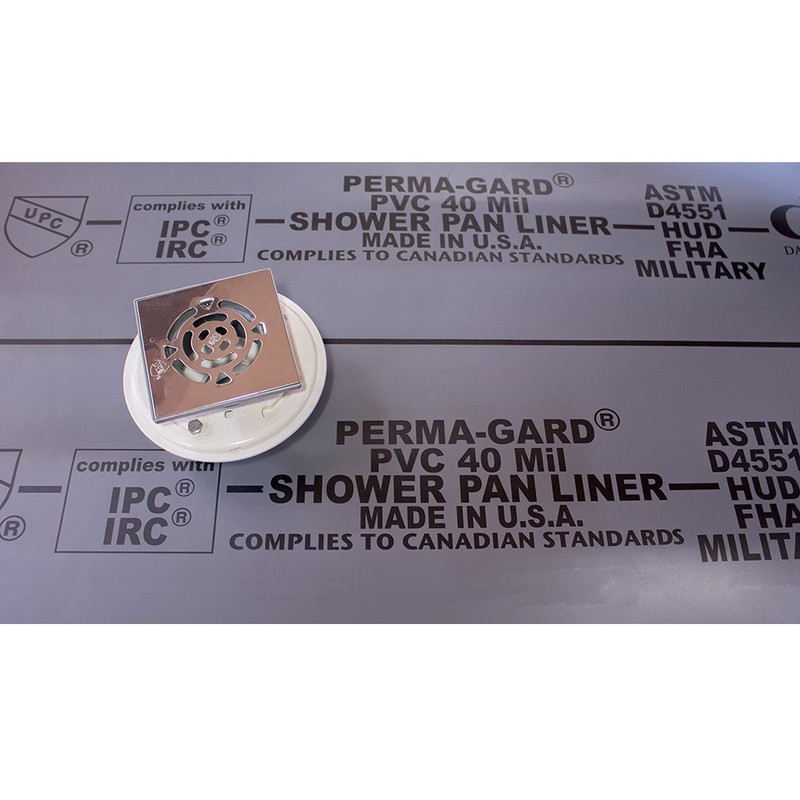 UPC®
complies with
IPC®
IRC®
PERMA-GARD®
PVC 40 Mil
SHOWER PAN LINER
MADE IN U.S.A.
COMPLIES TO CANADIAN STANDARDS
ASTM
D4551
HUD
FHA
MILITARY
DA
®
complies with
IPC®
IRC®
PERMA-GARD®
PVC 40 Mil
SHOWER PAN LINER
MADE IN U.S.A.
COMPLIES TO CANADIAN STANDARDS
ASTM
D4551
HUD
FHA
MILITA